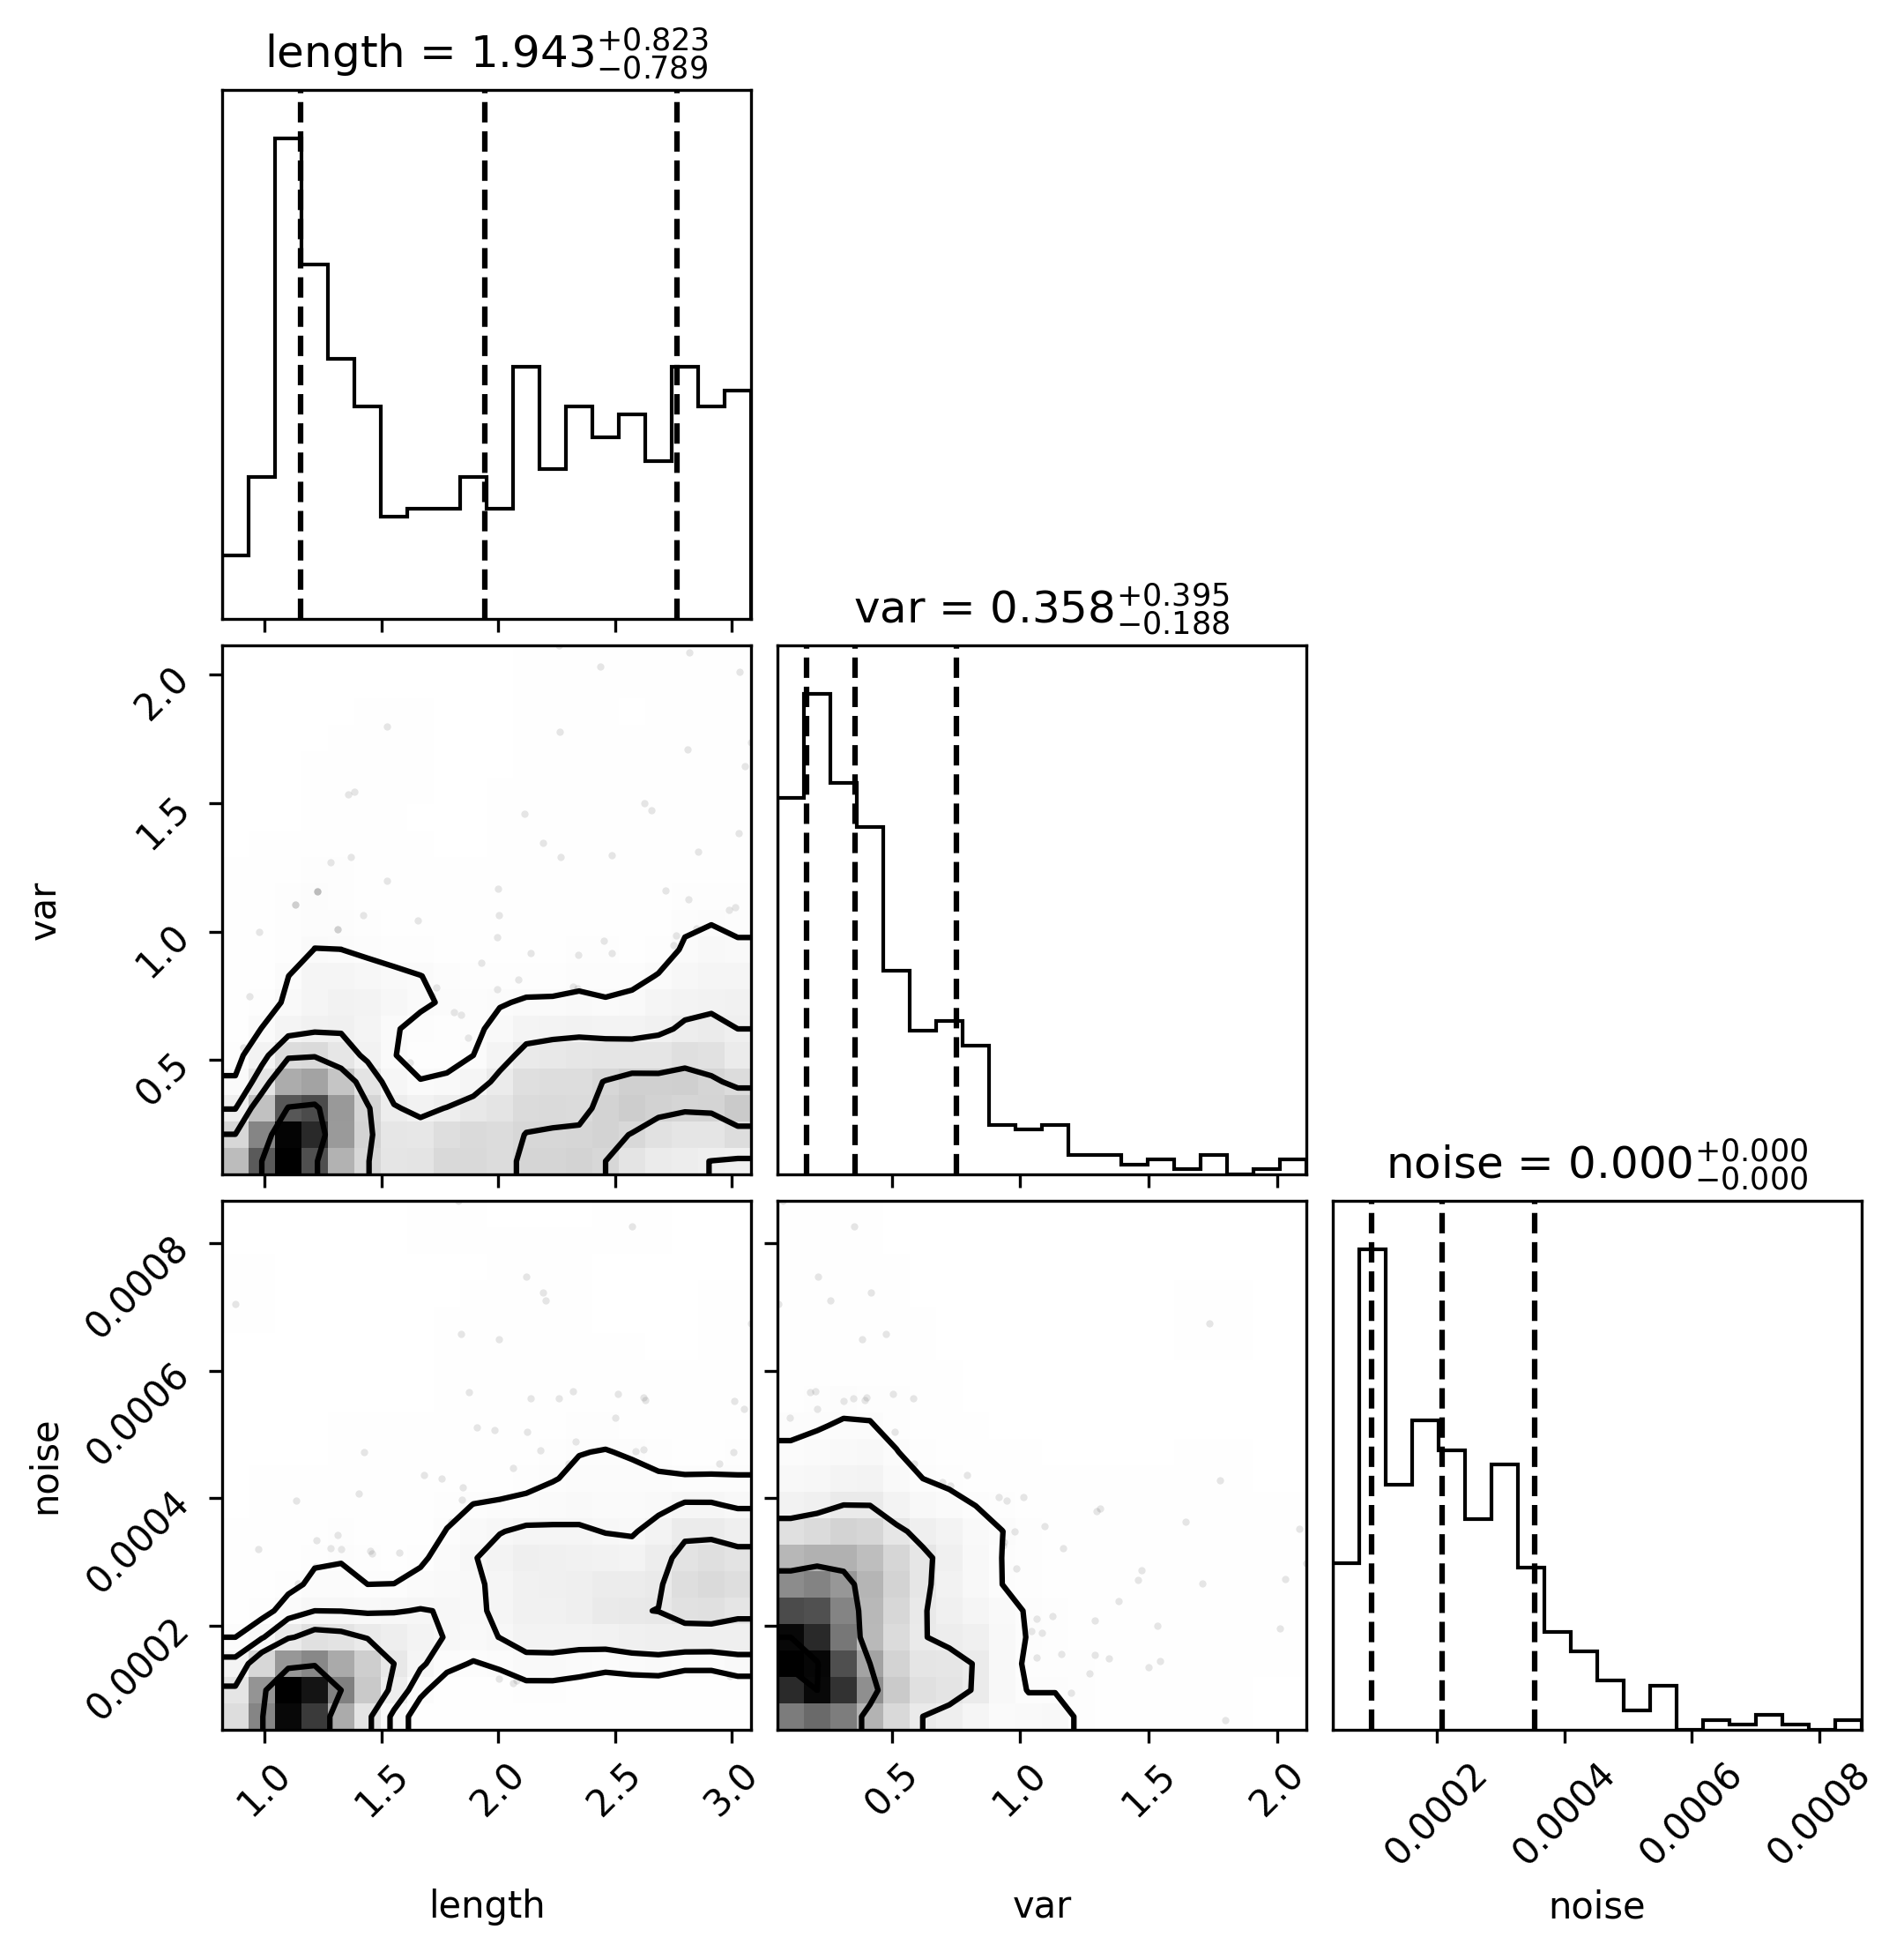 length = 1.943 +0.823 −0.789
var = 0.358 +0.395 −0.188
2.0
1.5
1.0
0.5
var
noise = 0.000 +0.000 −0.000
0.0008
0.0006
0.0004
0.0002
noise
1.0 1.5 2.0 2.5 3.0 0.5 1.0 1.5 2.0 0.0002 0.0004 0.0006 0.0008
length var noise